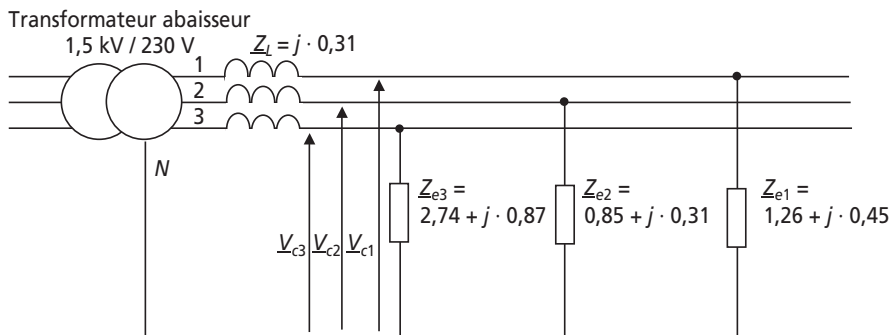 Transformateur abaisseur
1,5 kV / 230 V
Z_L = j · 0,31
1
2
3
N
V_c3 V_c2 V_c1
Z_e3 =
2,74 + j · 0,87
Z_e2 =
0,85 + j · 0,31
Z_e1 =
1,26 + j · 0,45